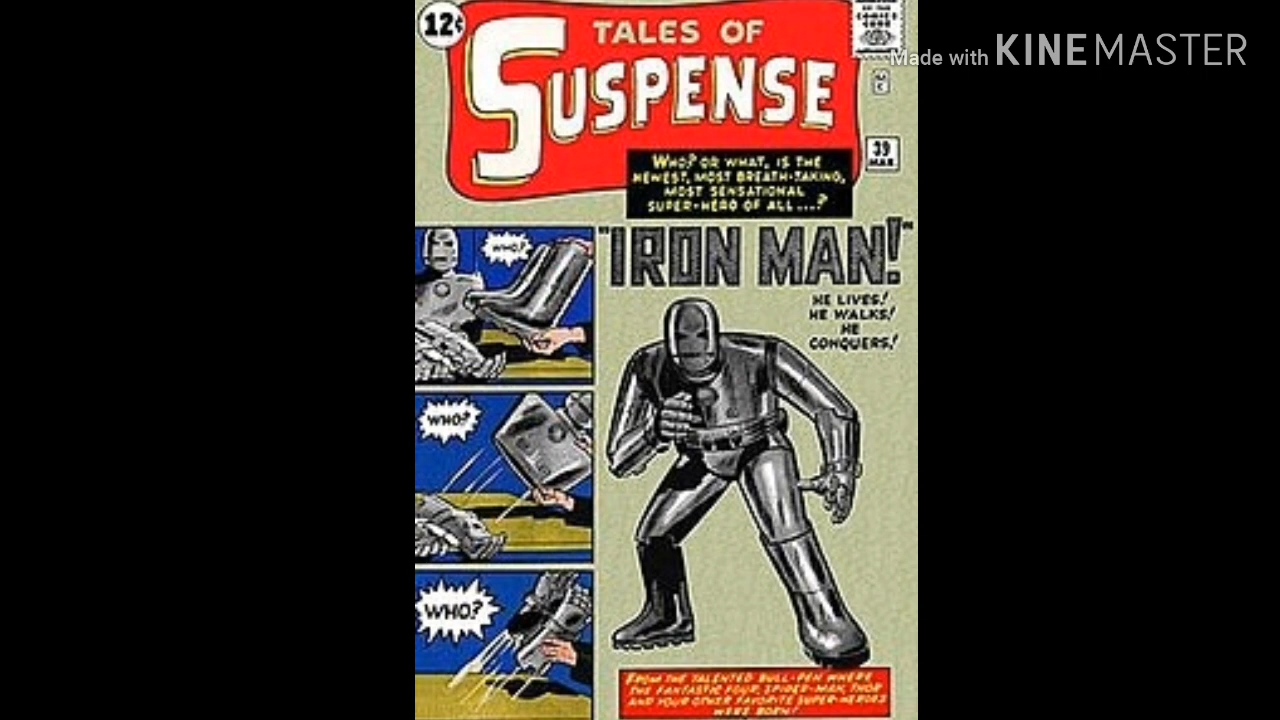 12¢
TALES OF
SUSPENSE
COMICS
CODE
Made with KINEMASTER
M
C
39
MAR
WHO? OR WHAT, IS THE
NEWEST, MOST BREATH-TAKING,
MOST SENSATIONAL
SUPER-HERO OF ALL...?
"IRON MAN!"
HE LIVES!
HE WALKS!
HE
CONQUERS!
WHO?
WHO?
WHO?
FROM THE TALENTED BULL-PEN WHERE
THE FANTASTIC FOUR, SPIDER-MAN, THOR
AND YOUR OTHER FAVORITE SUPER-HEROES
WERE BORN!